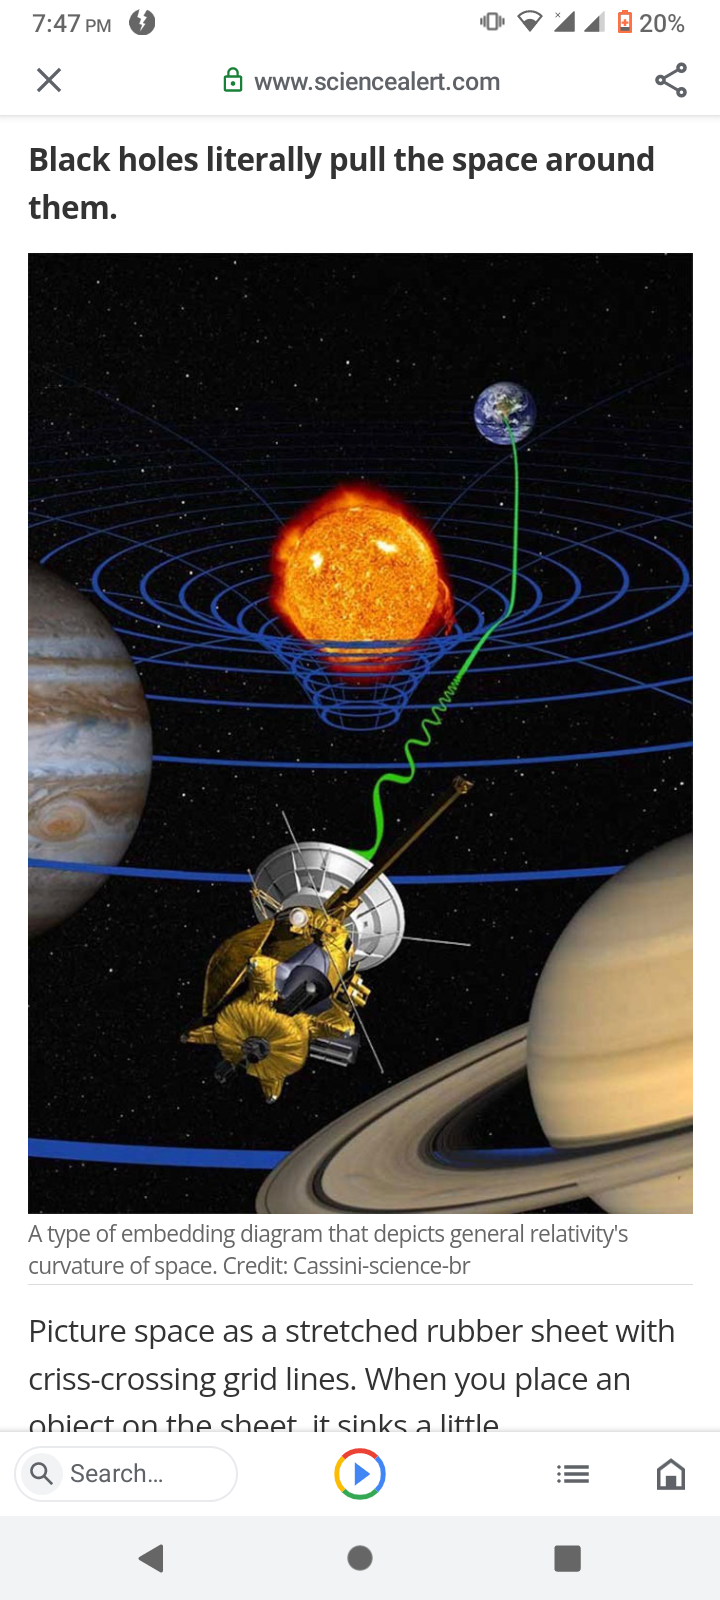 7:47 PM
20%
www.sciencealert.com
Black holes literally pull the space around
them.
A type of embedding diagram that depicts general relativity's
curvature of space. Credit: Cassini-science-br
Picture space as a stretched rubber sheet with
criss-crossing grid lines. When you place an
object on the sheet, it sinks a little.
Search...